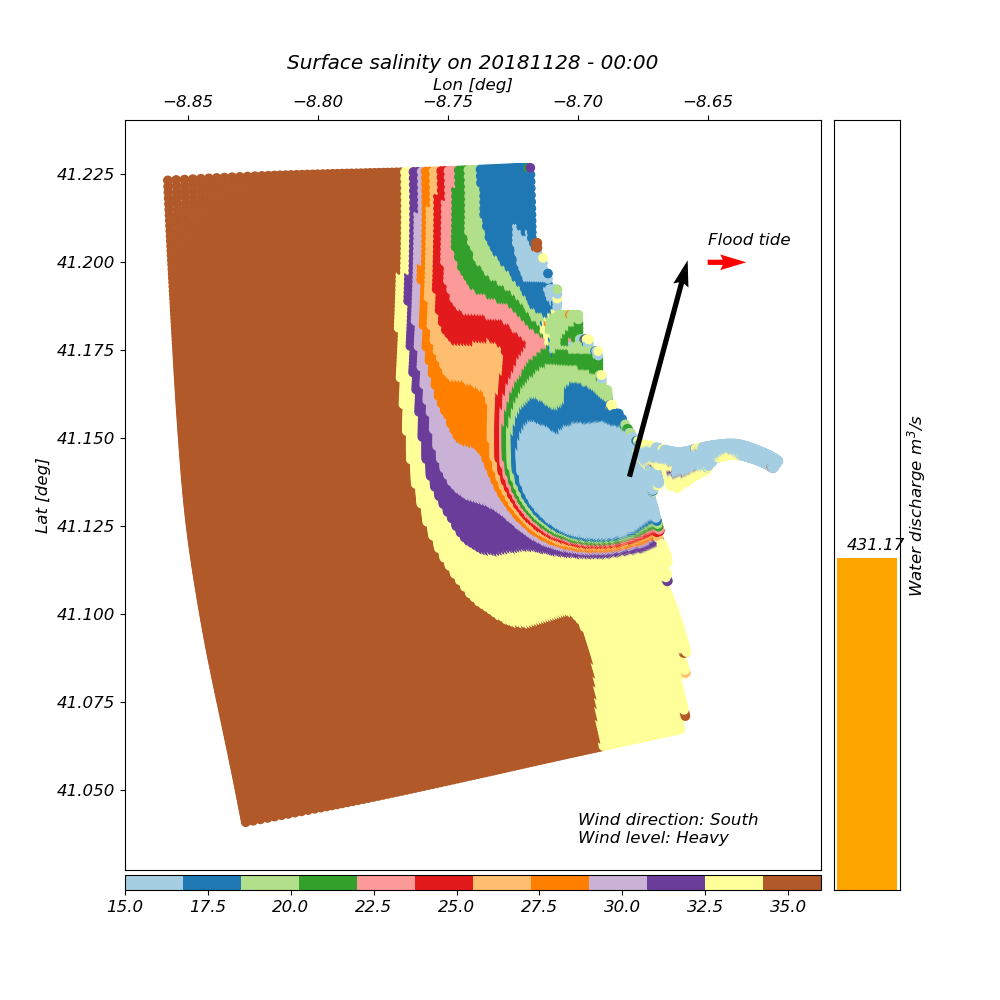 Surface salinity on 20181128 - 00:00
Lon [deg]
−8.85 −8.80 −8.75 −8.70 −8.65
41.225
41.200
41.175
41.150
41.125
41.100
41.075
41.050
Lat [deg]
Flood tide
Wind direction: South
Wind level: Heavy
431.17
Water discharge m³/s
15.0 17.5 20.0 22.5 25.0 27.5 30.0 32.5 35.0